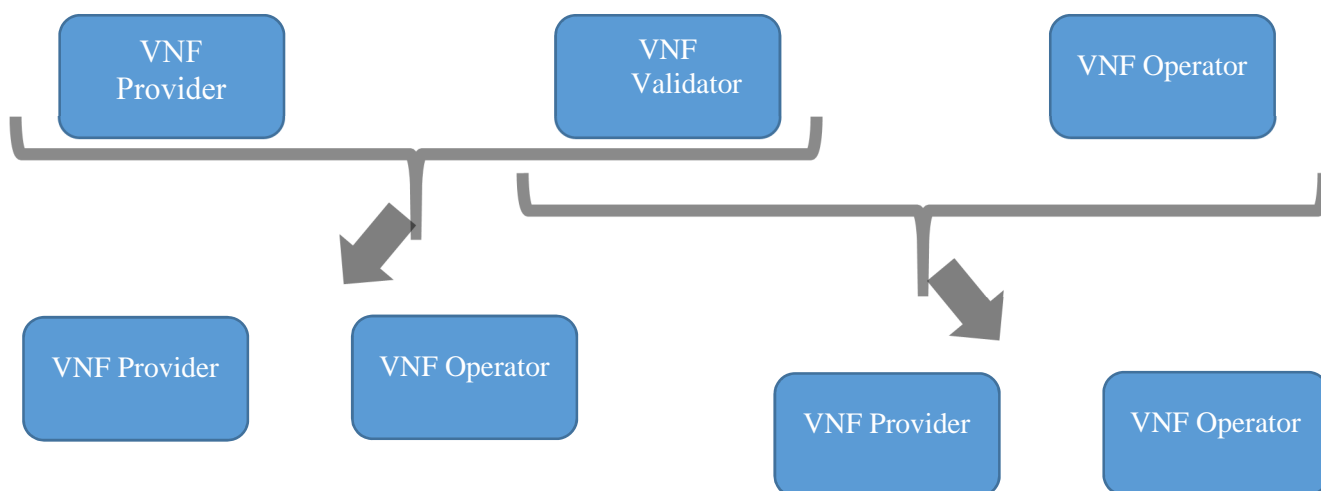 VNF
Provider
VNF
Validator
VNF Operator
VNF Provider
VNF Operator
VNF Provider
VNF Operator